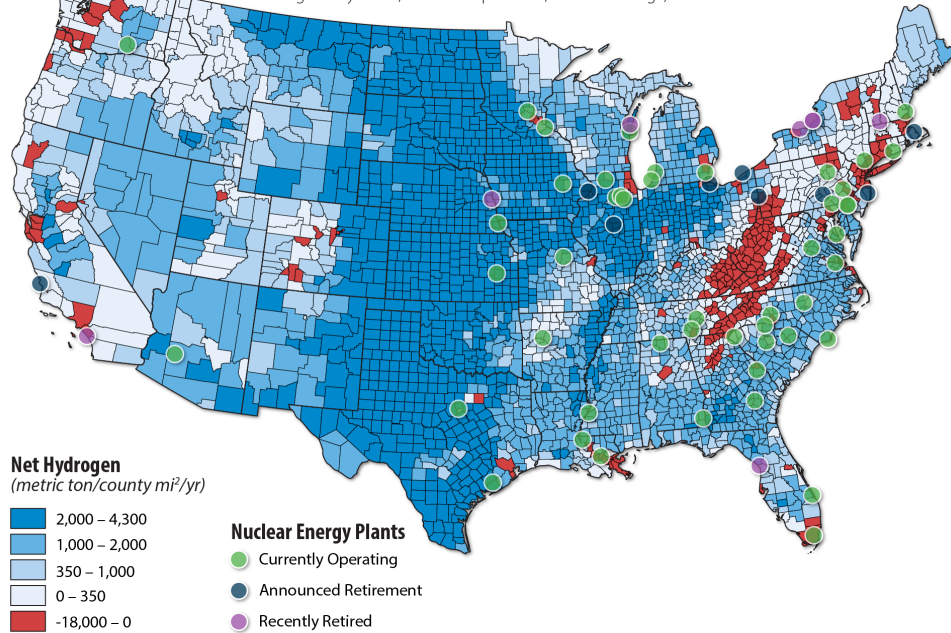 Net Hydrogen
(metric ton/county mi²/yr)
2,000 – 4,300
1,000 – 2,000
350 – 1,000
0 – 350
-18,000 – 0
Nuclear Energy Plants
Currently Operating
Announced Retirement
Recently Retired